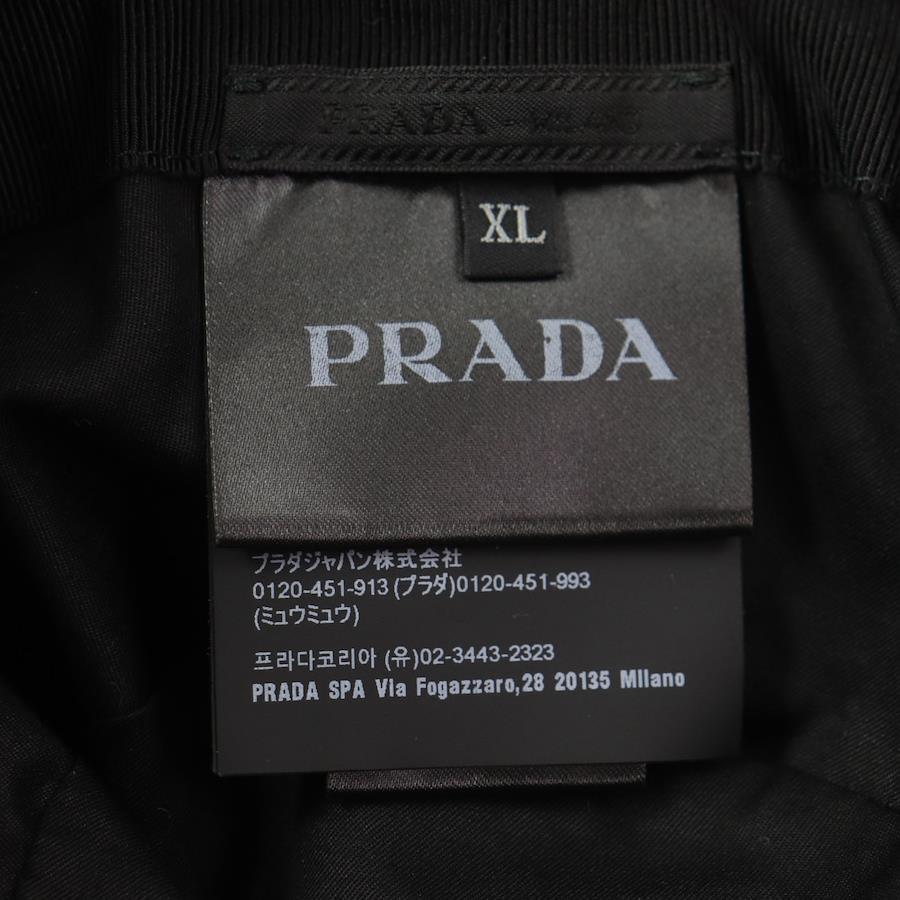 PRADA - MILANO
XL
PRADA
プラダジャパン株式会社
0120-451-913 (プラダ)0120-451-993
(ミュウミュウ)
프라다코리아 (유)02-3443-2323
PRADA SPA Via Fogazzaro,28 20135 Milano